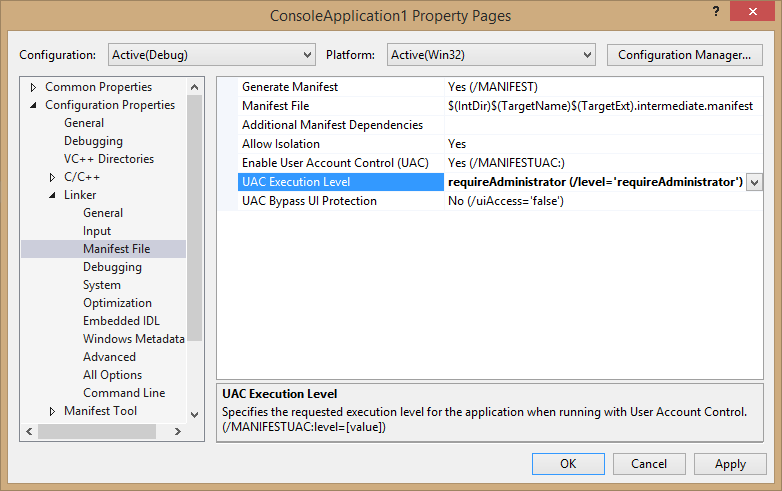 ConsoleApplication1 Property Pages
Configuration: Active(Debug) Platform: Active(Win32) Configuration Manager...
Common Properties
Configuration Properties
General
Debugging
VC++ Directories
C/C++
Linker
General
Input
Manifest File
Debugging
System
Optimization
Embedded IDL
Windows Metadata
Advanced
All Options
Command Line
Manifest Tool
Generate Manifest Yes (/MANIFEST)
Manifest File $(IntDir)$(TargetName)$(TargetExt).intermediate.manifest
Additional Manifest Dependencies
Allow Isolation Yes
Enable User Account Control (UAC) Yes (/MANIFESTUAC:)
UAC Execution Level requireAdministrator (/level='requireAdministrator')
UAC Bypass UI Protection No (/uiAccess='false')
UAC Execution Level
Specifies the requested execution level for the application when running with User Account Control.
(/MANIFESTUAC:level=[value])
OK Cancel Apply